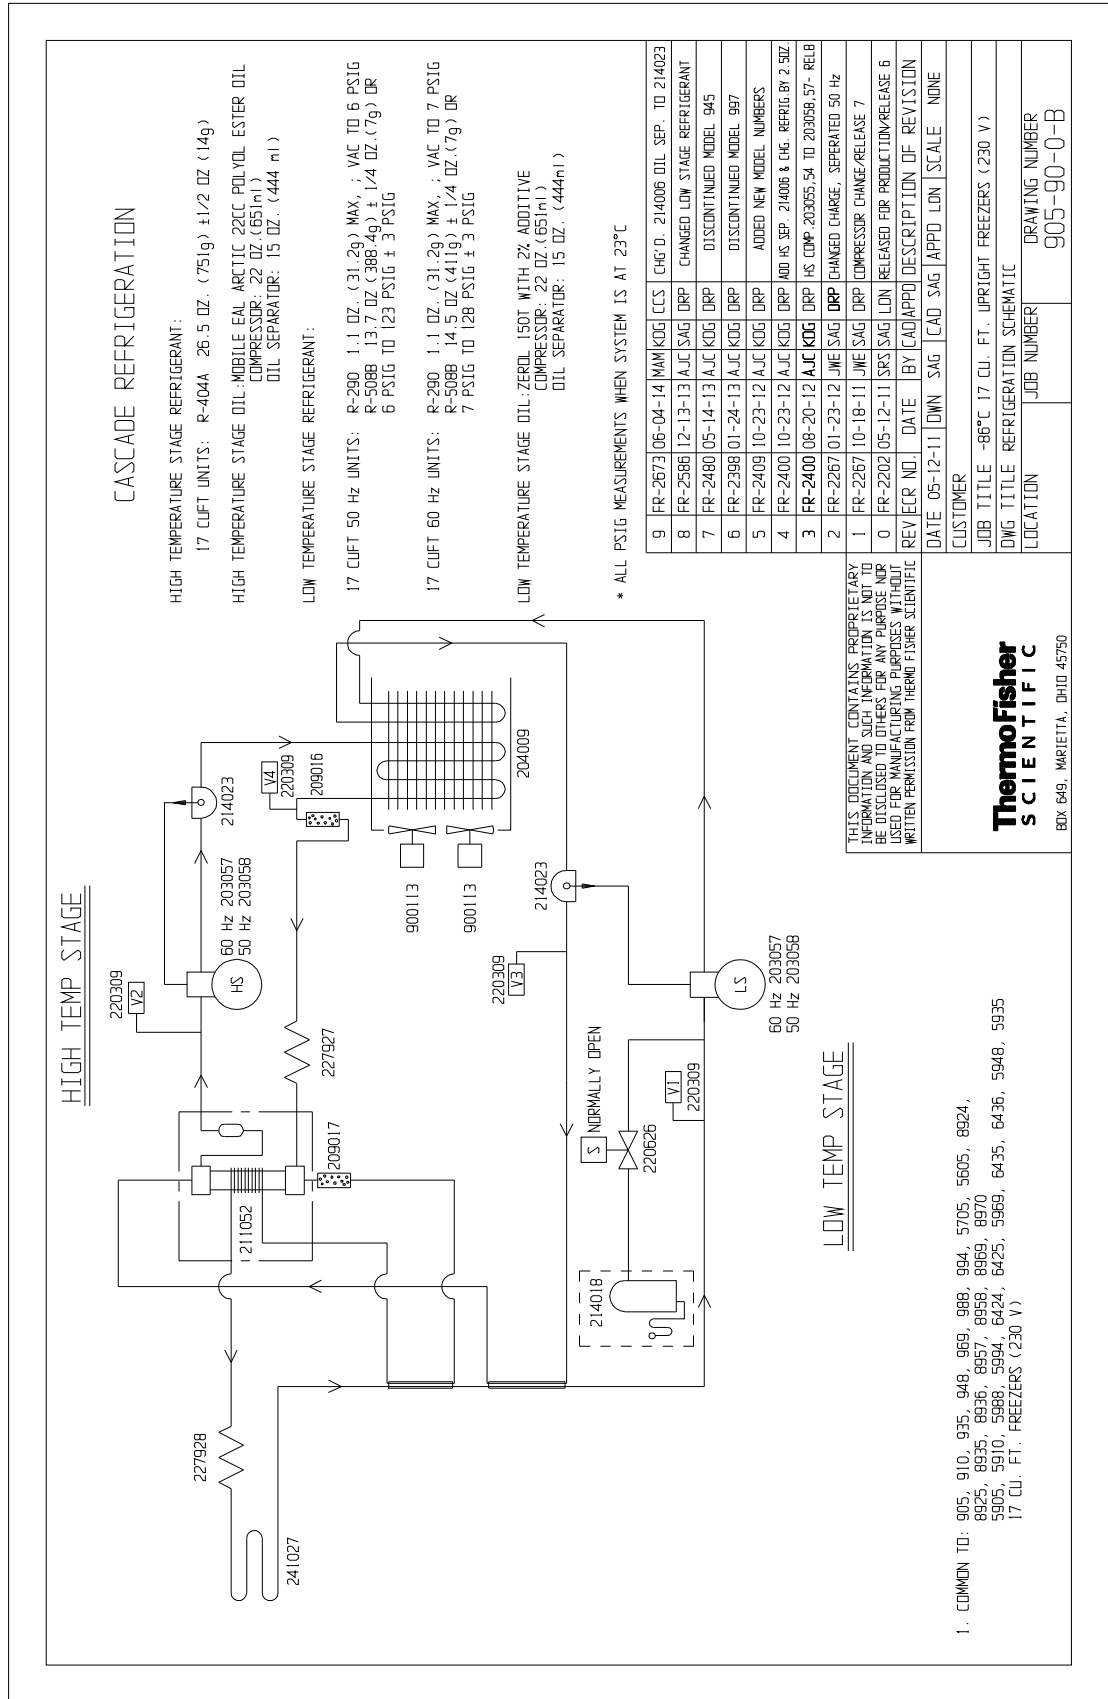 CASCADE REFRIGERATION
HIGH TEMPERATURE STAGE REFRIGERANT:
17 CUFT UNITS: R-404A 26.5 OZ. (751g) ±1/2 OZ (14g)
HIGH TEMPERATURE STAGE OIL:MOBILE EAL ARCTIC 22CC POLYOL ESTER OIL
COMPRESSOR: 22 OZ.(651ml)
OIL SEPARATOR: 15 OZ. (444 ml)
LOW TEMPERATURE STAGE REFRIGERANT:
17 CUFT 50 Hz UNITS: R-290 1.1 OZ. (31.2g) MAX, ; VAC TO 6 PSIG
R-508B 13.7 OZ (388.4g) ± 1/4 OZ.(7g) OR
6 PSIG TO 123 PSIG ± 3 PSIG
17 CUFT 60 Hz UNITS: R-290 1.1 OZ. (31.2g) MAX, ; VAC TO 7 PSIG
R-508B 14.5 OZ (411g) ± 1/4 OZ.(7g) OR
7 PSIG TO 128 PSIG ± 3 PSIG
LOW TEMPERATURE STAGE OIL:ZEROL 150T WITH 2% ADDITIVE
COMPRESSOR: 22 OZ.(651ml)
OIL SEPARATOR: 15 OZ. (444ml)
* ALL PSIG MEASUREMENTS WHEN SYSTEM IS AT 23°C
HIGH TEMP STAGE
220309
V2
HS
60 Hz 203057
50 Hz 203058
214023
V4
220309
209016
204009
900113
900113
227927
209017
211052
227928
241027
214023
220309
V3
S NORMALLY OPEN
220626
V1
220309
21401B
LS
60 Hz 203057
50 Hz 203058
LOW TEMP STAGE
1. COMMON TO: 905, 910, 935, 948, 969, 988, 994, 5705, 5605, 8924,
8925, 8935, 8936, 8957, 8958, 8969, 8970
5905, 5910, 5988, 5994, 6424, 6425, 5969, 6435, 6436, 5948, 5935
17 CU. FT. FREEZERS (230 V)
9 FR-2673 06-04-14 MAM KDG CCS CHG'D. 214006 OIL SEP. TO 214023
8 FR-2586 12-13-13 AJC SAG DRP CHANGED LOW STAGE REFRIGERANT
7 FR-2480 05-14-13 AJC KDG DRP DISCONTINUED MODEL 945
6 FR-2398 01-24-13 AJC KDG DRP DISCONTINUED MODEL 997
5 FR-2409 10-23-12 AJC KDG DRP ADDED NEW MODEL NUMBERS
4 FR-2400 10-23-12 AJC KDG DRP ADD HS SEP. 214006 & CHG. REFRIG.BY 2.5OZ.
3 FR-2400 08-20-12 AJC KDG DRP HS COMP.203055,54 TO 203058,57- REL8
2 FR-2267 01-23-12 JWE SAG DRP CHANGED CHARGE, SEPERATED 50 Hz
1 FR-2267 10-18-11 JWE SAG DRP COMPRESSOR CHANGE/RELEASE 7
0 FR-2202 05-12-11 SRS SAG LDN RELEASED FOR PRODUCTION/RELEASE 6
REV ECR NO. DATE BY CAD APPD DESCRIPTION OF REVISION
DATE 05-12-11 DWN SAG CAD SAG APPD LDN SCALE NONE
CUSTOMER
JOB TITLE -86°C 17 CU. FT. UPRIGHT FREEZERS (230 V)
DWG TITLE REFRIGERATION SCHEMATIC
LOCATION JOB NUMBER DRAWING NUMBER
905-90-0-B
THIS DOCUMENT CONTAINS PROPRIETARY
INFORMATION AND SUCH INFORMATION IS NOT TO
BE DISCLOSED TO OTHERS FOR ANY PURPOSE NOR
USED FOR MANUFACTURING PURPOSES WITHOUT
WRITTEN PERMISSION FROM THERMO FISHER SCIENTIFIC
ThermoFisher
SCIENTIFIC
BOX 649, MARIETTA, OHIO 45750